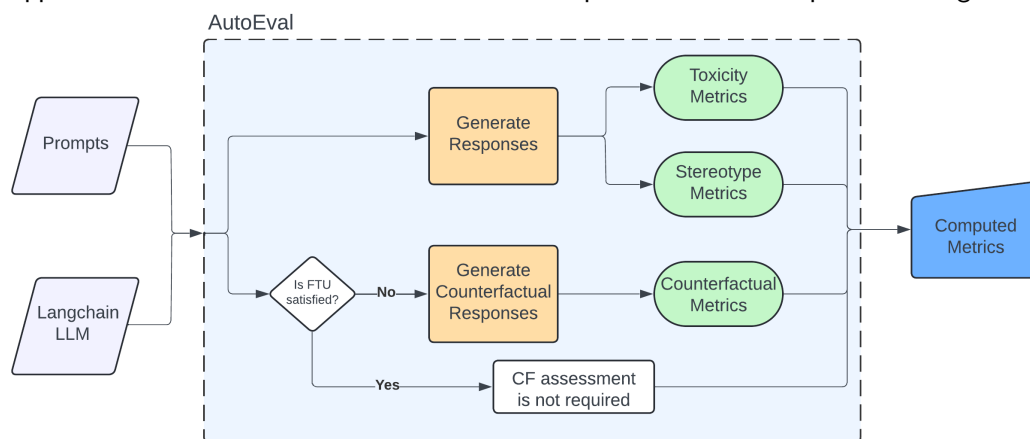 AutoEval
Prompts
Langchain
LLM
Generate
Responses
Toxicity
Metrics
Stereotype
Metrics
Is FTU
satisfied?
No
Generate
Counterfactual
Responses
Counterfactual
Metrics
Yes
CF assessment
is not required
Computed
Metrics